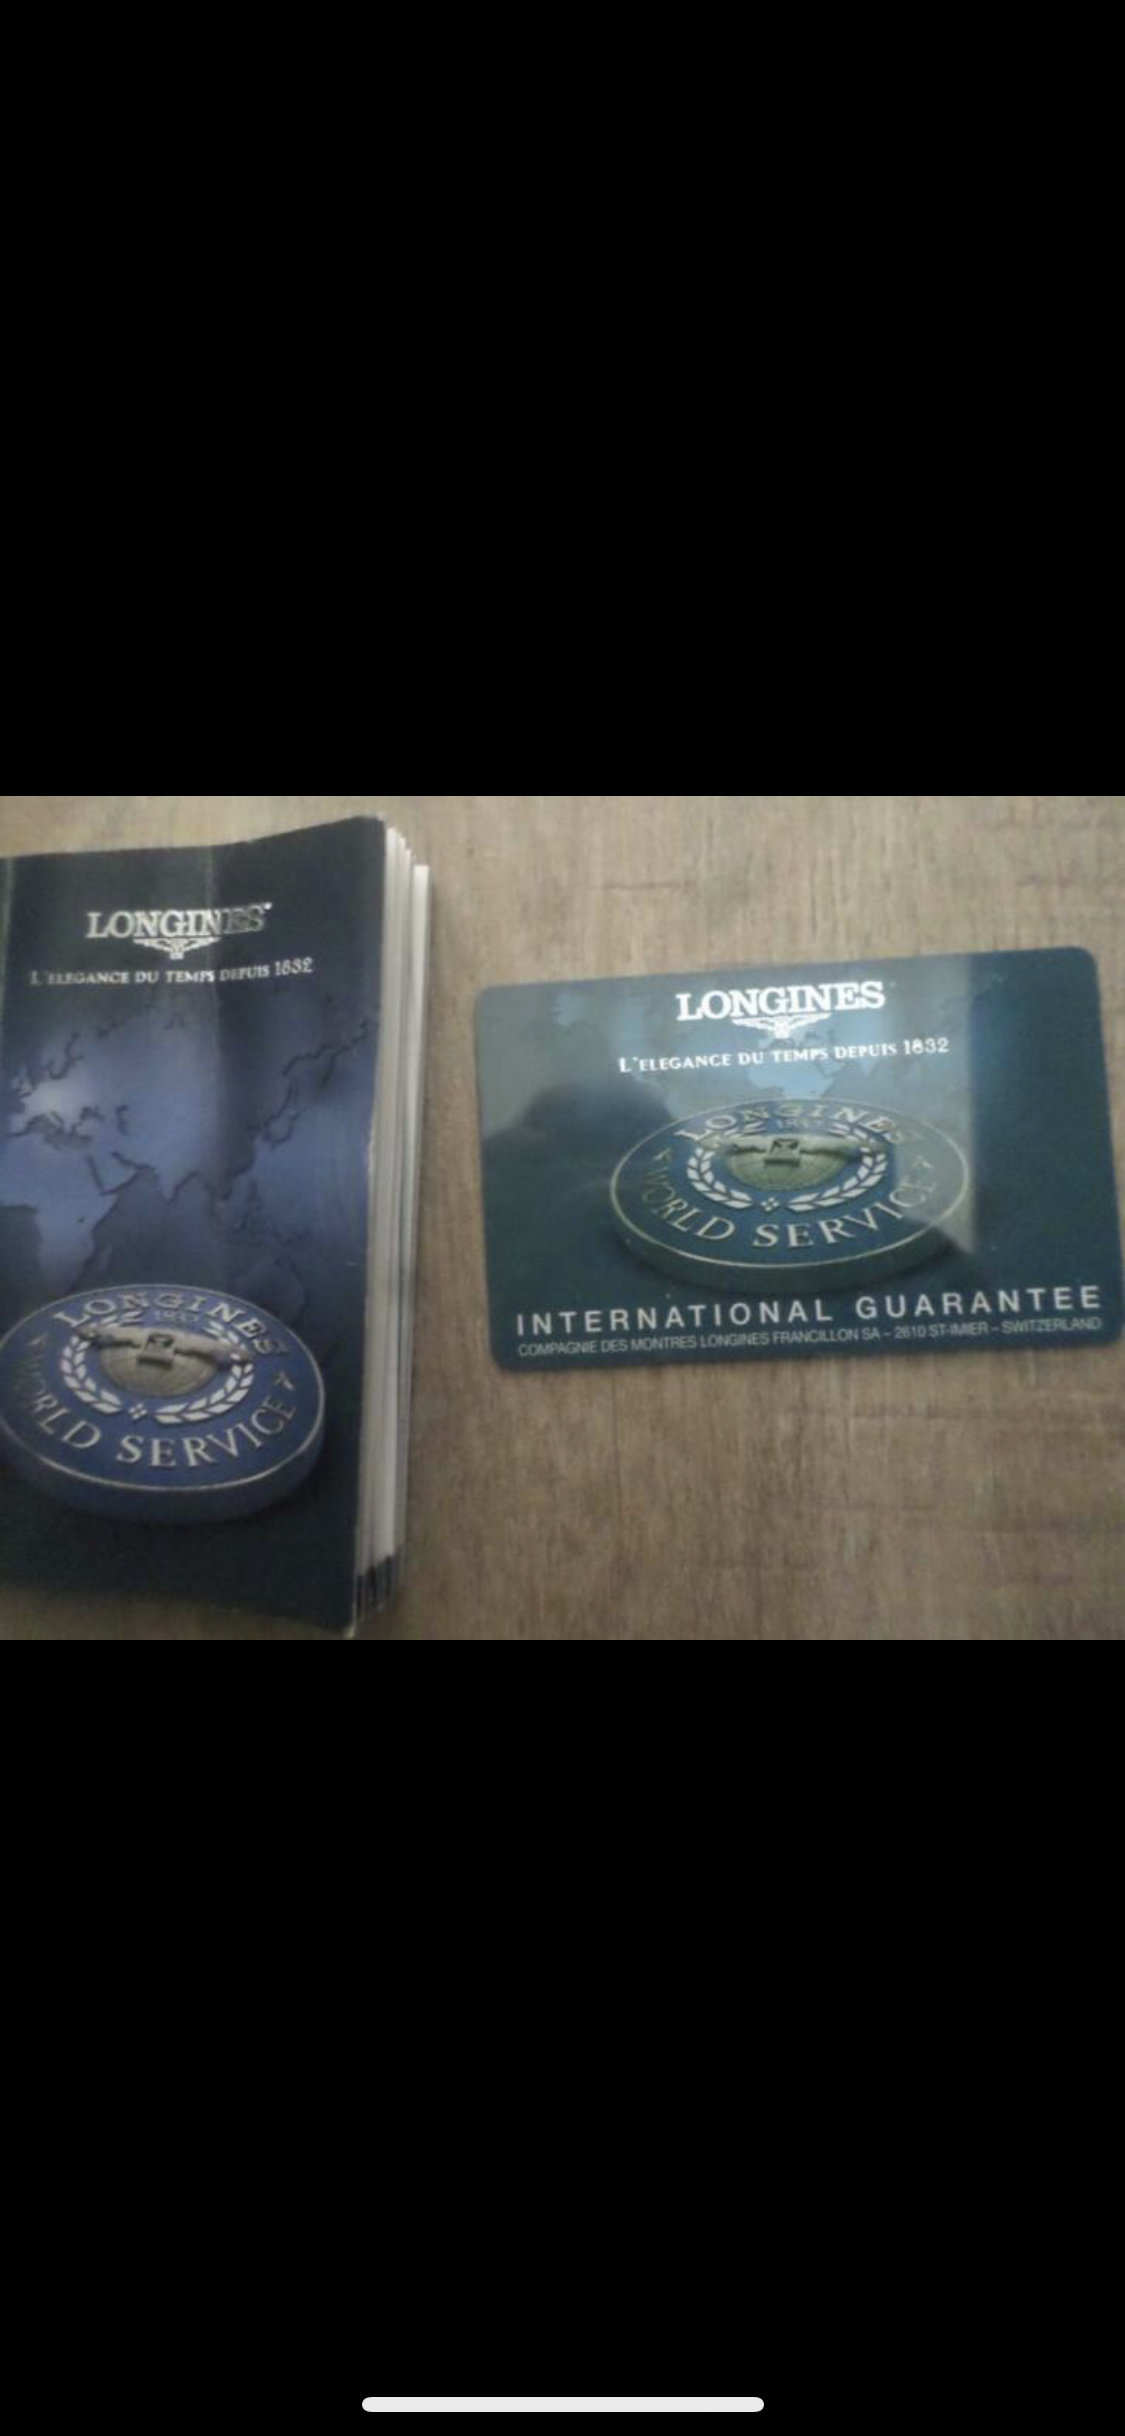 LONGINES
L'ELEGANCE DU TEMPS DEPUIS 1832
LONGINES
WORLD SERVICE
LONGINES
L'ELEGANCE DU TEMPS DEPUIS 1832
LONGINES
WORLD SERVICE
INTERNATIONAL GUARANTEE
COMPAGNIE DES MONTRES LONGINES FRANCILLON SA – 2610 ST-IMIER – SWITZERLAND